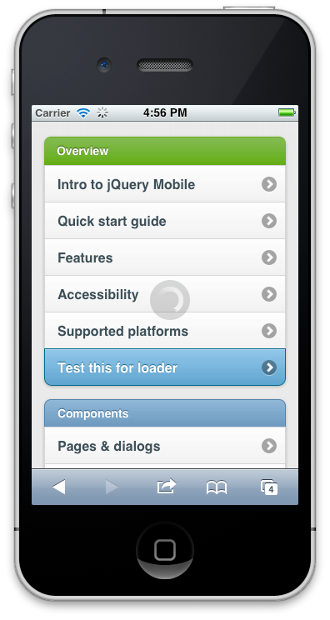 Carrier 4:56 PM
Overview
Intro to jQuery Mobile
Quick start guide
Features
Accessibility
Supported platforms
Test this for loader
Components
Pages & dialogs
4